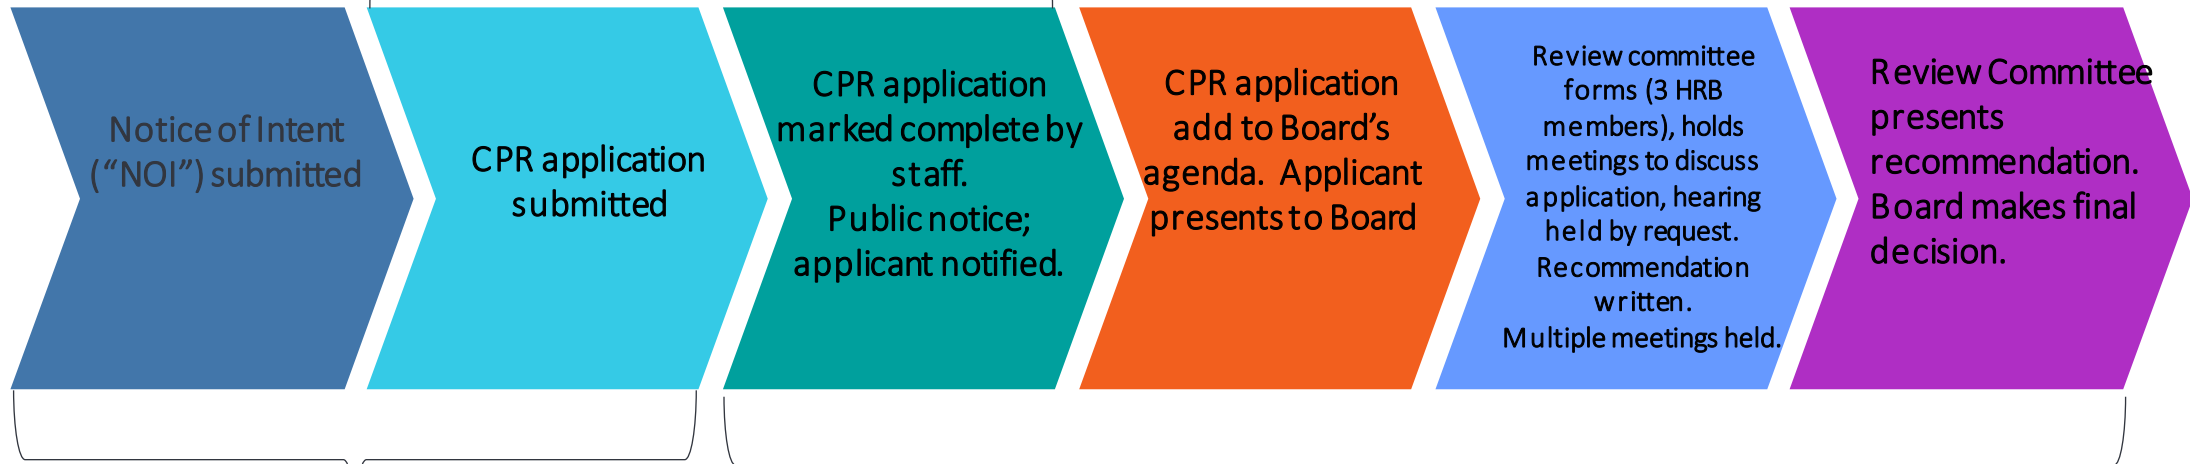 Notice of Intent
(“NOI”) submitted
CPR application
submitted
CPR application
marked complete by
staff.
Public notice;
applicant notified.
CPR application
add to Board’s
agenda. Applicant
presents to Board
Review committee
forms (3 HRB
members), holds
meetings to discuss
application, hearing
held by request.
Recommendation
written.
Multiple meetings held.
Review Committee
presents
recommendation.
Board makes final
decision.